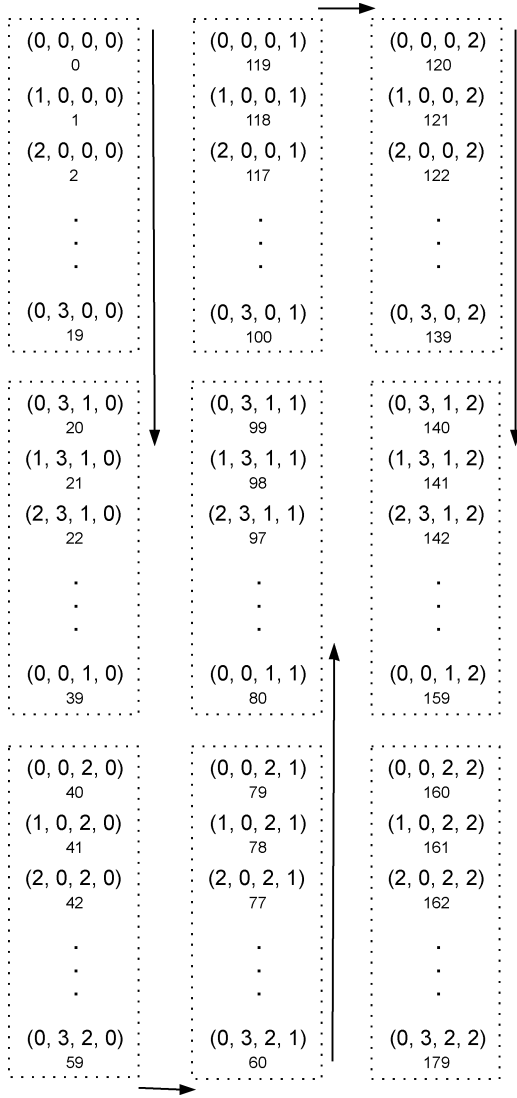 (0, 0, 0, 0)
0
(1, 0, 0, 0)
1
(2, 0, 0, 0)
2
(0, 3, 0, 0)
19
(0, 3, 1, 0)
20
(1, 3, 1, 0)
21
(2, 3, 1, 0)
22
(0, 0, 1, 0)
39
(0, 0, 2, 0)
40
(1, 0, 2, 0)
41
(2, 0, 2, 0)
42
(0, 3, 2, 0)
59
(0, 0, 0, 1)
119
(1, 0, 0, 1)
118
(2, 0, 0, 1)
117
(0, 3, 0, 1)
100
(0, 3, 1, 1)
99
(1, 3, 1, 1)
98
(2, 3, 1, 1)
97
(0, 0, 1, 1)
80
(0, 0, 2, 1)
79
(1, 0, 2, 1)
78
(2, 0, 2, 1)
77
(0, 3, 2, 1)
60
(0, 0, 0, 2)
120
(1, 0, 0, 2)
121
(2, 0, 0, 2)
122
(0, 3, 0, 2)
139
(0, 3, 1, 2)
140
(1, 3, 1, 2)
141
(2, 3, 1, 2)
142
(0, 0, 1, 2)
159
(0, 0, 2, 2)
160
(1, 0, 2, 2)
161
(2, 0, 2, 2)
162
(0, 3, 2, 2)
179